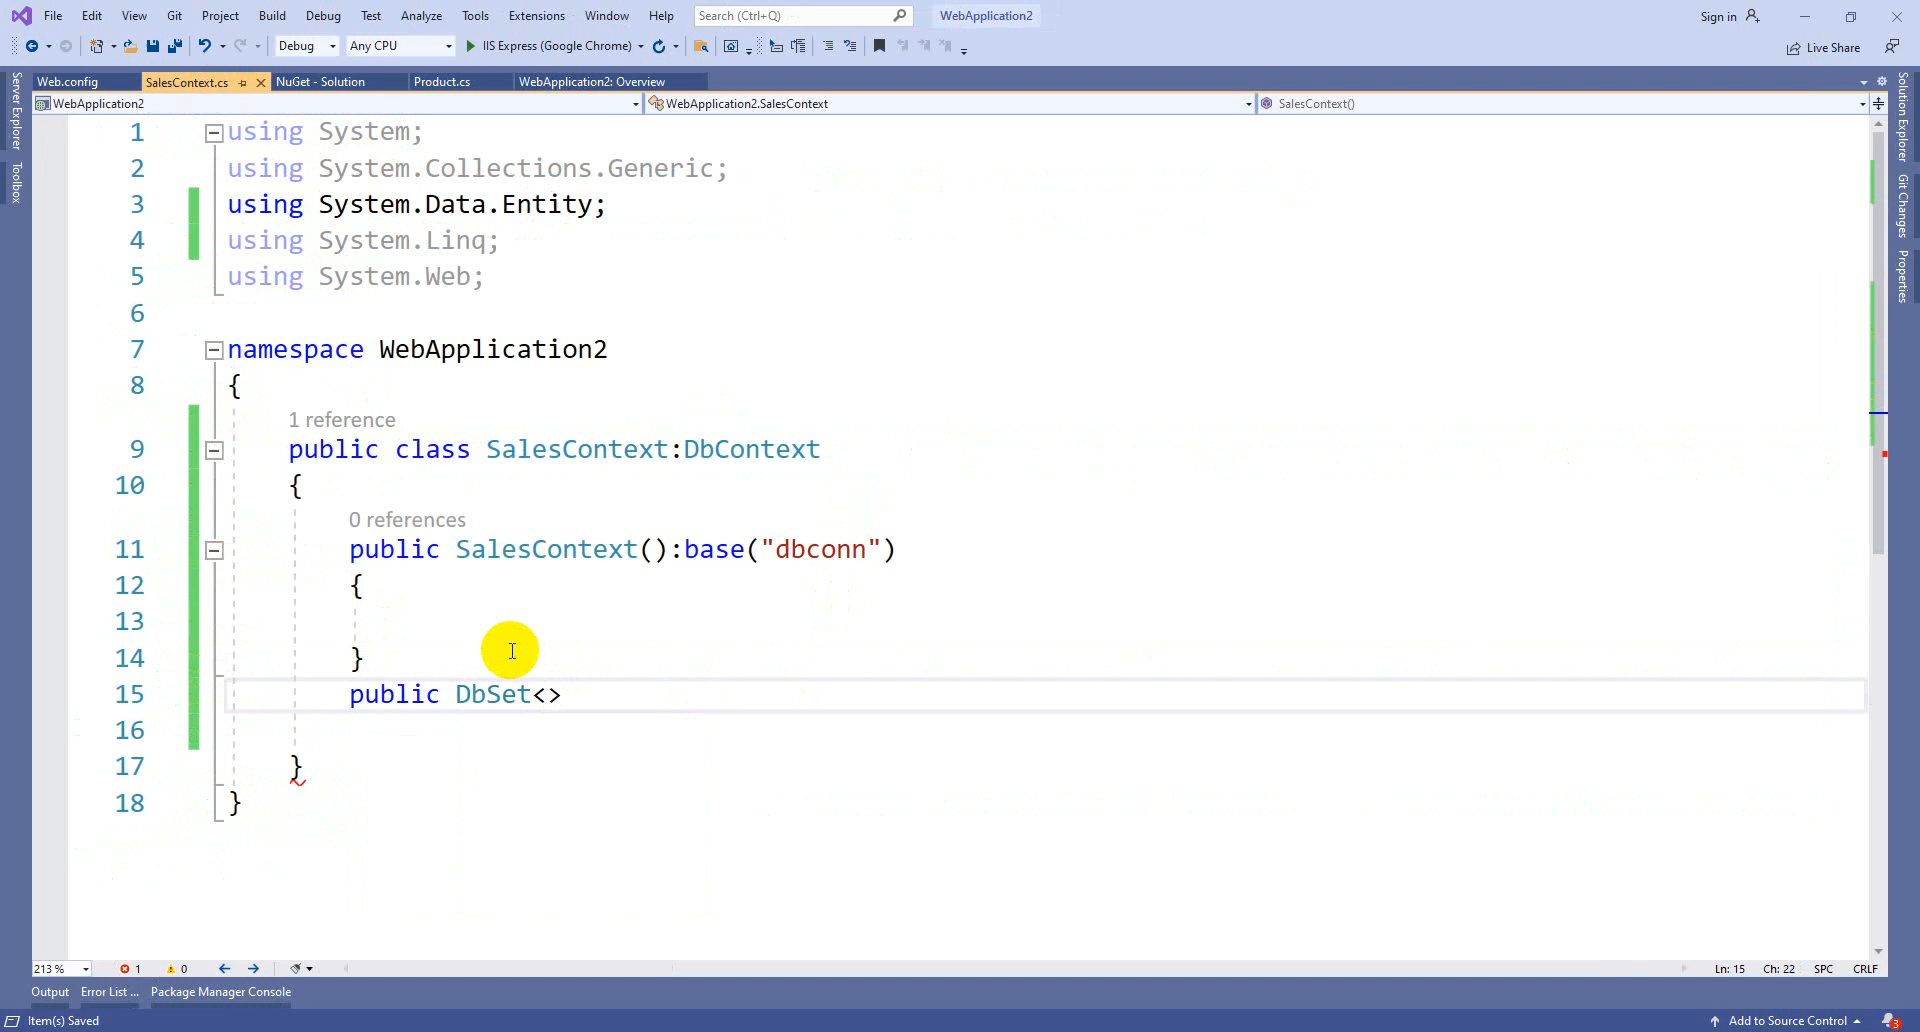 File Edit View Git Project Build Debug Test Analyze Tools Extensions Window Help Search (Ctrl+Q) WebApplication2 Sign in
Debug Any CPU IIS Express (Google Chrome) Live Share
Web.config SalesContext.cs NuGet - Solution Product.cs WebApplication2: Overview
WebApplication2 WebApplication2.SalesContext SalesContext()
Server Explorer
Toolbox
Solution Explorer
Git Changes
Properties
1 using System;
2 using System.Collections.Generic;
3 using System.Data.Entity;
4 using System.Linq;
5 using System.Web;
6
7 namespace WebApplication2
8 {
1 reference
9 public class SalesContext:DbContext
10 {
0 references
11 public SalesContext():base("dbconn")
12 {
13
14 }
15 public DbSet<>
16
17 }
18 }
213 % 1 0 Ln: 15 Ch: 22 SPC CRLF
Output Error List ... Package Manager Console
Item(s) Saved Add to Source Control 3